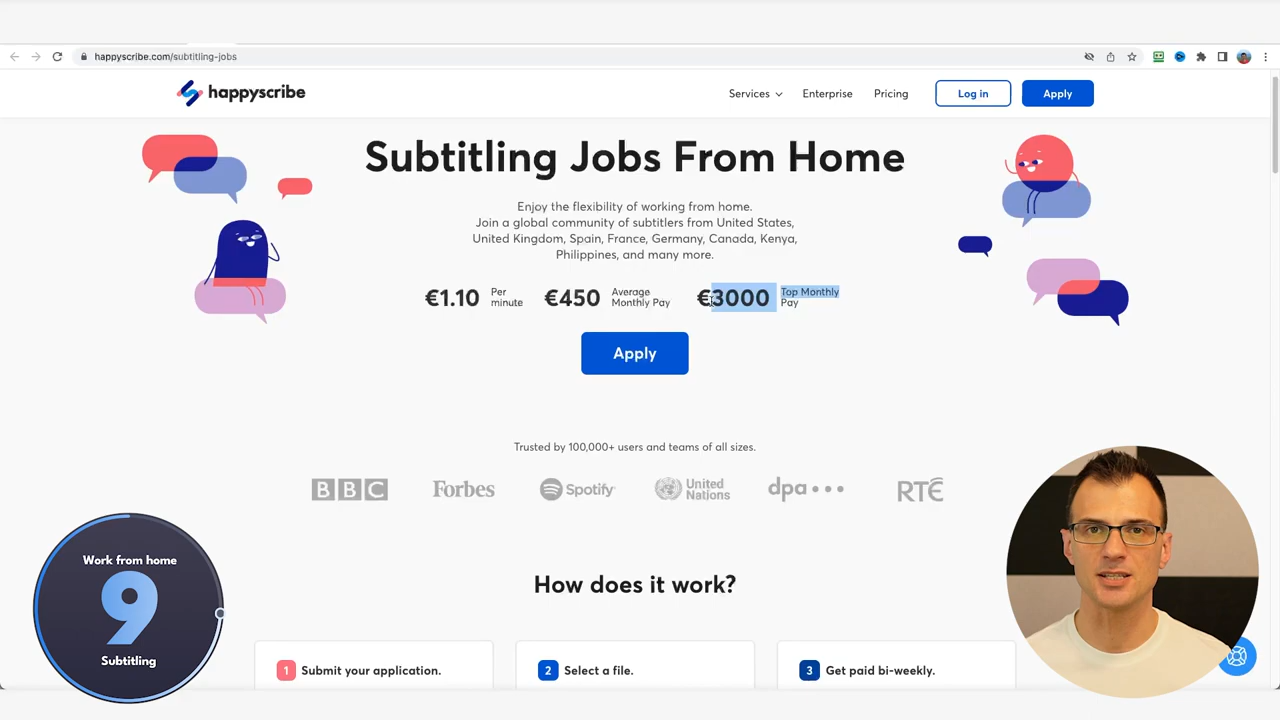 happyscribe.com/subtitling-jobs
happyscribe
Services
Enterprise
Pricing
Log in
Apply
Subtitling Jobs From Home
Enjoy the flexibility of working from home.
Join a global community of subtitlers from United States,
United Kingdom, Spain, France, Germany, Canada, Kenya,
Philippines, and many more.
€1.10 Per minute
€450 Average Monthly Pay
€3000 Top Monthly Pay
Apply
Trusted by 100,000+ users and teams of all sizes.
BBC
Forbes
Spotify
United Nations
dpa
RTÉ
How does it work?
1 Submit your application.
2 Select a file.
3 Get paid bi-weekly.
Work from home
9
Subtitling